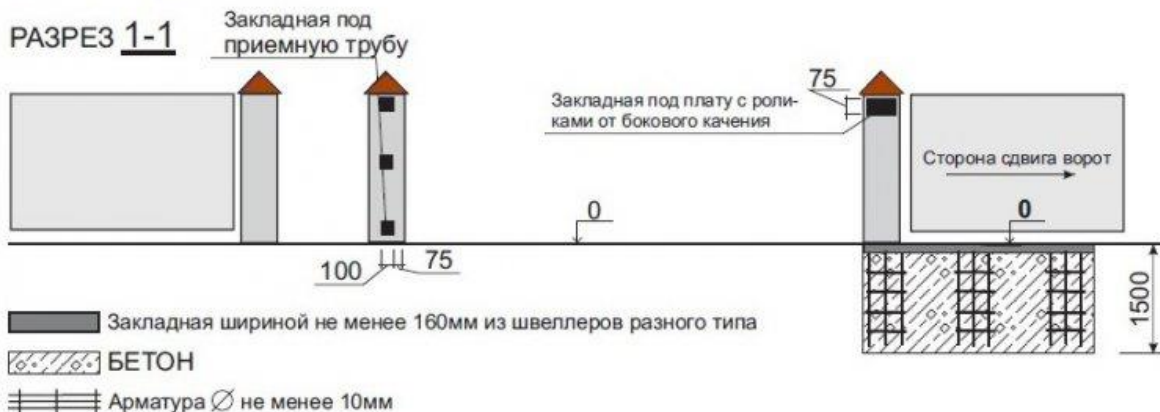 РАЗРЕЗ 1-1
Закладная под
приемную трубу
75
Закладная под плату с роли-
ками от бокового качения
Сторона сдвига ворот
0
0
100
75
1500
Закладная шириной не менее 160мм из швеллеров разного типа
БЕТОН
Арматура ∅ не менее 10мм